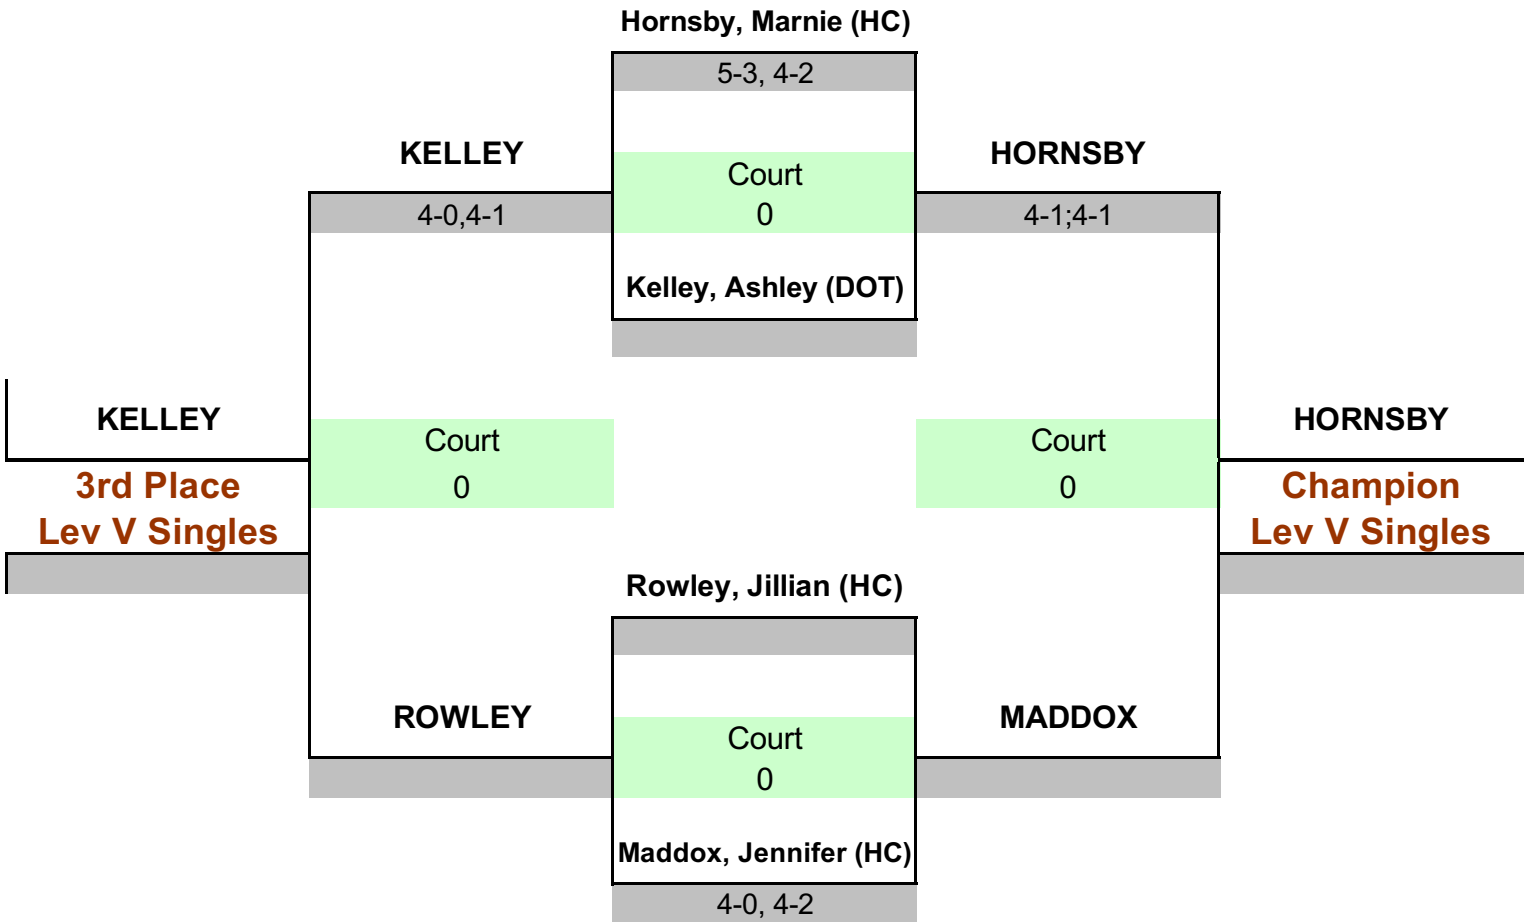 Hornsby, Marnie (HC)
5-3, 4-2
KELLEY
Court
HORNSBY
4-0,4-1
0
4-1;4-1
Kelley, Ashley (DOT)
KELLEY
Court
Court
HORNSBY
3rd Place
0
0
Champion
Lev V Singles
Lev V Singles
Rowley, Jillian (HC)
ROWLEY
Court
MADDOX
0
Maddox, Jennifer (HC)
4-0, 4-2